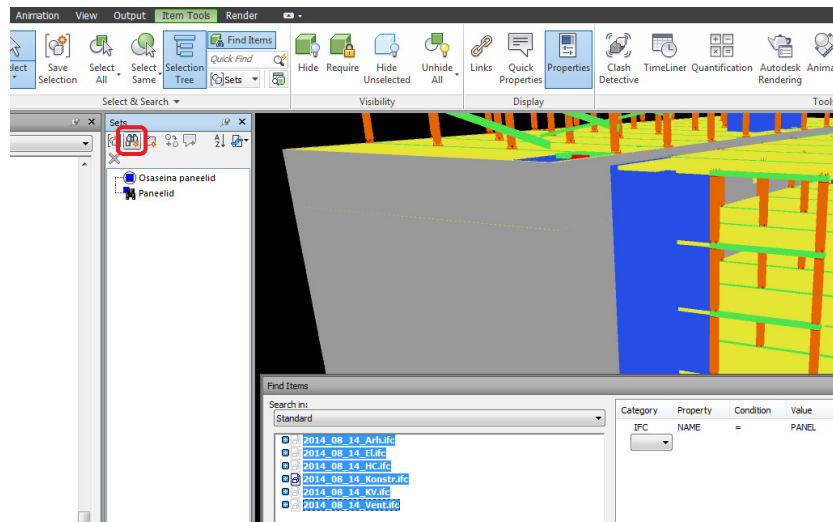 Animation View Output Item Tools Render
Find Items
Quick Find
Sets
Save Selection
Select All
Select Same
Selection Tree
Hide
Require
Hide Unselected
Unhide All
Links
Quick Properties
Properties
Clash Detective
TimeLiner
Quantification
Autodesk Rendering
Select & Search
Visibility
Display
Sets
Osaseina paneelid
Paneelid
Find Items
Search in:
Standard
2014_08_14_Arh.ifc
2014_08_14_El.ifc
2014_08_14_HC.ifc
2014_08_14_Konstr.ifc
2014_08_14_KV.ifc
2014_08_14_Vent.ifc
Category Property Condition Value
IFC NAME = PANEL